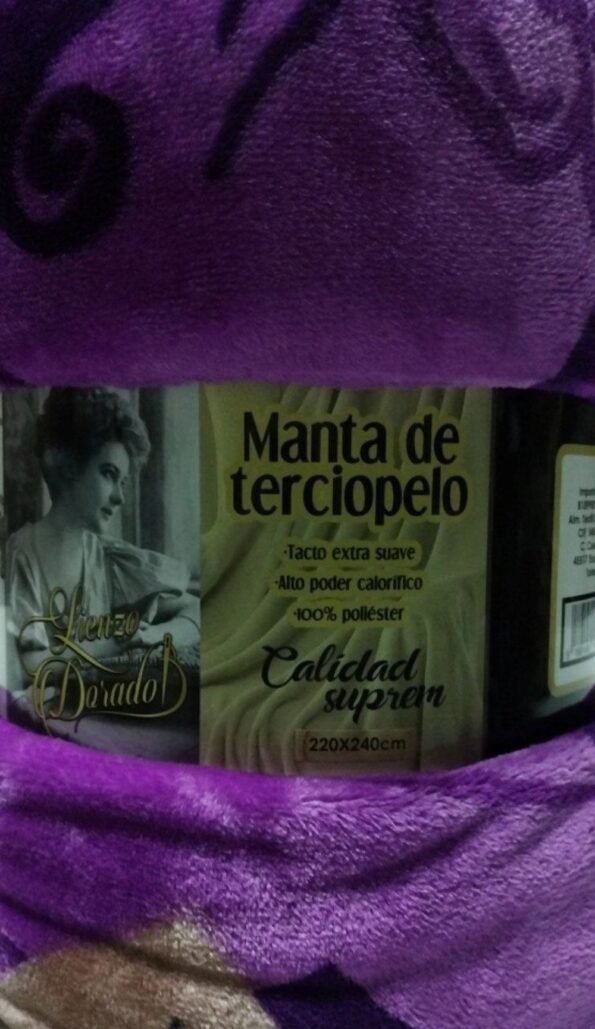 Lienzo
Dorado
Manta de
terciopelo
·Tacto extra suave
·Alto poder calorífico
·100% poliéster
Calidad
suprem
220X240cm